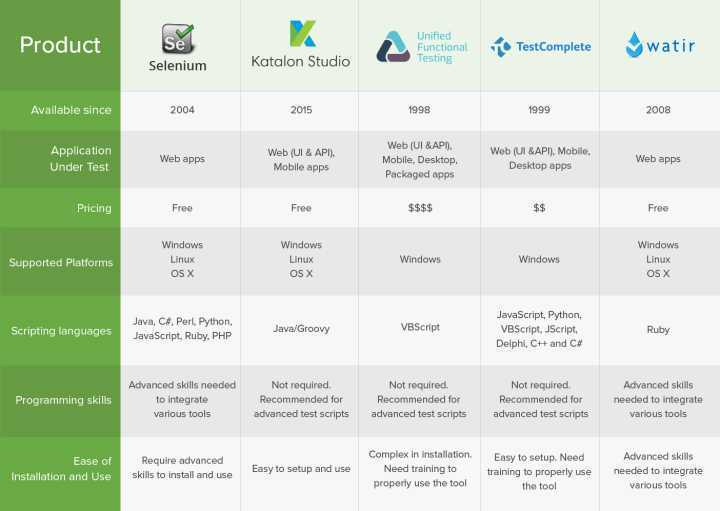 Product
Se
Selenium
Katalon Studio
Unified
Functional
Testing
TestComplete
watir
Available since
2004
2015
1998
1999
2008
Application
Under Test
Web apps
Web (UI & API),
Mobile apps
Web (UI &API),
Mobile, Desktop,
Packaged apps
Web (UI &API), Mobile,
Desktop apps
Web apps
Pricing
Free
Free
$$$$
$$
Free
Supported Platforms
Windows
Linux
OS X
Windows
Linux
OS X
Windows
Windows
Windows
Linux
OS X
Scripting languages
Java, C#, Perl, Python,
JavaScript, Ruby, PHP
Java/Groovy
VBScript
JavaScript, Python,
VBScript, JScript,
Delphi, C++ and C#
Ruby
Programming skills
Advanced skills needed
to integrate
various tools
Not required.
Recommended for
advanced test scripts
Not required.
Recommended for
advanced test scripts
Not required.
Recommended for
advanced test scripts
Advanced skills
needed to integrate
various tools
Ease of
Installation and Use
Require advanced
skills to install and use
Easy to setup and use
Complex in installation.
Need training to
properly use the tool
Easy to setup. Need
training to properly use
the tool
Advanced skills
needed to integrate
various tools